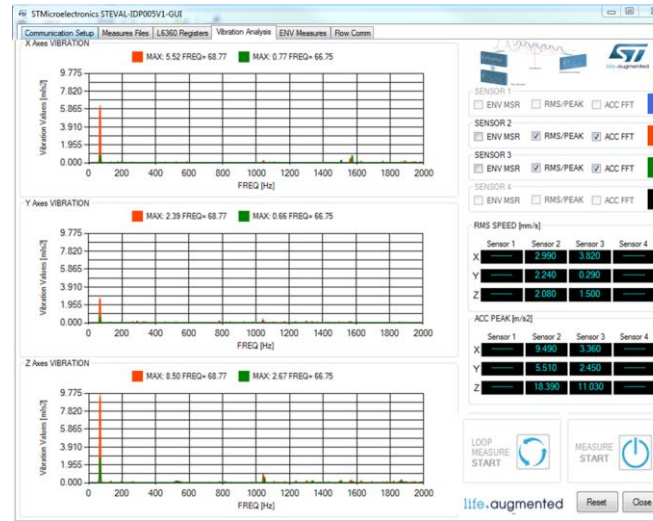 STMicroelectronics STEVAL-IDP005V1-GUI
Communication Setup Measures Files L6360 Registers Vibration Analysis ENV Measures Row Comm
X Axes VIBRATION
MAX: 5.52 FREQ= 68.77 MAX: 0.77 FREQ= 66.75
Vibration Values [m/s2]
9.775
7.820
5.865
3.910
1.955
0.000
0 200 400 600 800 1000 1200 1400 1600 1800 2000
FREQ [Hz]
Y Axes VIBRATION
MAX: 2.39 FREQ= 68.77 MAX: 0.66 FREQ= 66.75
Vibration Values [m/s2]
9.775
7.820
5.865
3.910
1.955
0.000
0 200 400 600 800 1000 1200 1400 1600 1800 2000
FREQ [Hz]
Z Axes VIBRATION
MAX: 8.50 FREQ= 68.77 MAX: 2.67 FREQ= 66.75
Vibration Values [m/s2]
9.775
7.820
5.865
3.910
1.955
0.000
0 200 400 600 800 1000 1200 1400 1600 1800 2000
FREQ [Hz]
life.augmented
SENSOR 1
ENV MSR RMS/PEAK ACC FFT
SENSOR 2
ENV MSR RMS/PEAK ACC FFT
SENSOR 3
ENV MSR RMS/PEAK ACC FFT
SENSOR 4
ENV MSR RMS/PEAK ACC FFT
RMS SPEED [mm/s]
Sensor 1 Sensor 2 Sensor 3 Sensor 4
X ------ 2.990 3.820 ------
Y ------ 2.240 0.290 ------
Z ------ 2.080 1.500 ------
ACC PEAK [m/s2]
Sensor 1 Sensor 2 Sensor 3 Sensor 4
X ------ 9.490 3.360 ------
Y ------ 5.510 2.450 ------
Z ------ 18.390 11.030 ------
LOOP
MEASURE
START
MEASURE
START
life.augmented
Reset Close